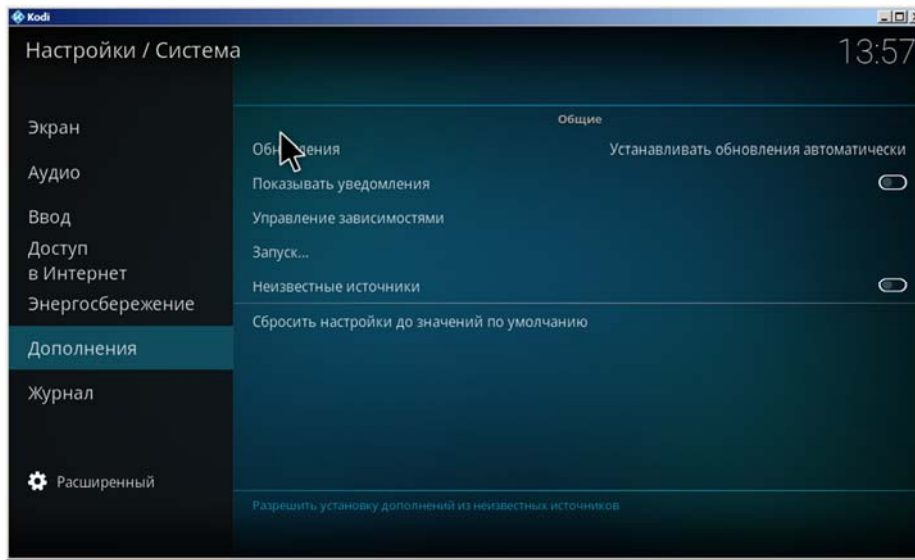 Kodi
Настройки / Система
13:57
Экран
Аудио
Ввод
Доступ
в Интернет
Энергосбережение
Дополнения
Журнал
Расширенный
Общие
Устанавливать обновления автоматически
Показывать уведомления
Управление зависимостями
Запуск...
Неизвестные источники
Сбросить настройки до значений по умолчанию
Разрешить установку дополнений из неизвестных источников